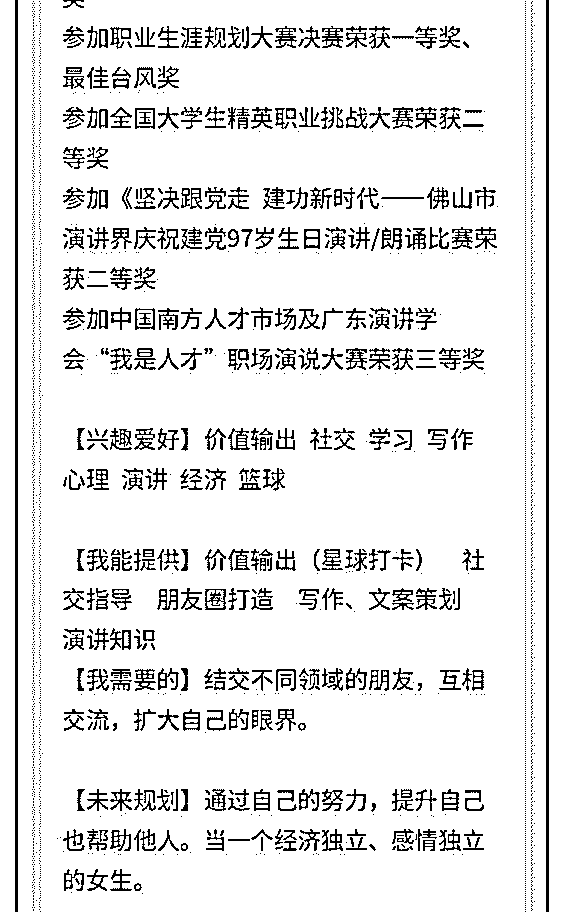 奖
参加职业生涯规划大赛决赛荣获一等奖、
最佳台风奖
参加全国大学生精英职业挑战大赛荣获二
等奖
参加《坚决跟党走 建功新时代——佛山市
演讲界庆祝建党97岁生日演讲/朗诵比赛荣
获二等奖
参加中国南方人才市场及广东演讲学
会“我是人才”职场演说大赛荣获三等奖
【兴趣爱好】价值输出 社交 学习 写作
心理 演讲 经济 篮球
【我能提供】价值输出（星球打卡） 社
交指导 朋友圈打造 写作、文案策划
演讲知识
【我需要的】结交不同领域的朋友，互相
交流，扩大自己的眼界。
【未来规划】通过自己的努力，提升自己
也帮助他人。当一个经济独立、感情独立
的女生。